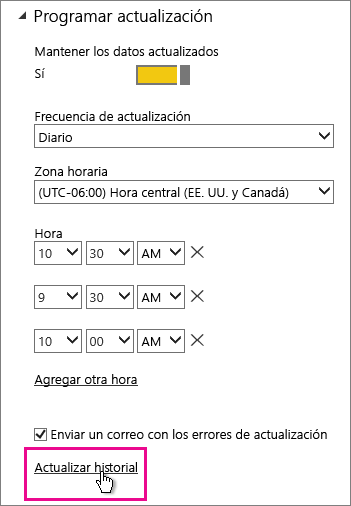 Programar actualización
Mantener los datos actualizados
Sí
Frecuencia de actualización
Diario
Zona horaria
(UTC-06:00) Hora central (EE. UU. y Canadá)
Hora
10 30 AM
9 30 AM
10 00 AM
Agregar otra hora
Enviar un correo con los errores de actualización
Actualizar historial